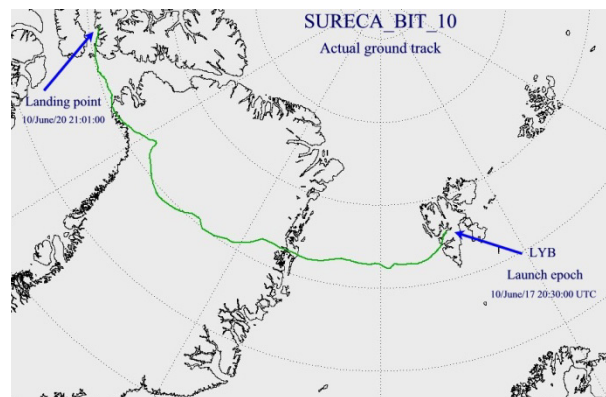 SURECA_BIT_10
Actual ground track
Landing point
10/June/20 21:01:00
LYB
Launch epoch
10/June/17 20:30:00 UTC